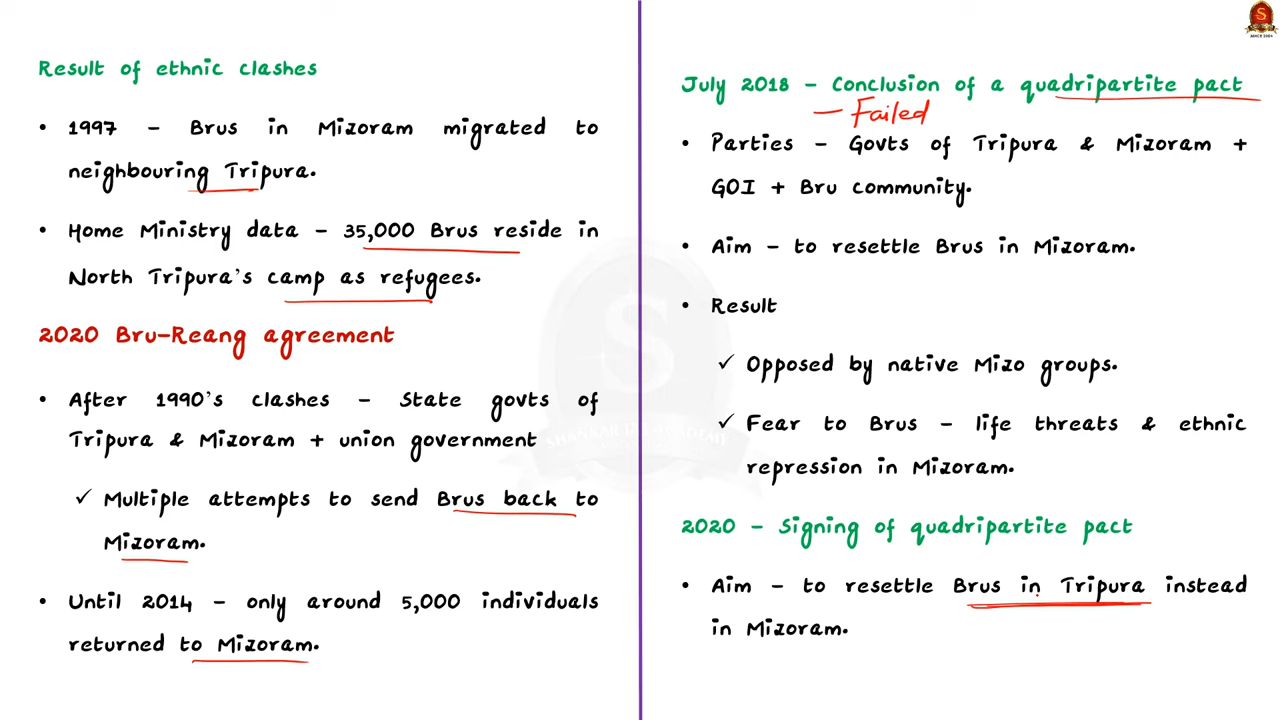 Result of ethnic clashes
• 1997 – Brus in Mizoram migrated to
neighbouring Tripura.
• Home Ministry data – 35,000 Brus reside in
North Tripura's camp as refugees.
2020 Bru-Reang agreement
• After 1990's clashes – State govts of
Tripura & Mizoram + union government
✓ Multiple attempts to send Brus back to
Mizoram.
• Until 2014 – only around 5,000 individuals
returned to Mizoram.
July 2018 – Conclusion of a quadripartite pact
– Failed
• Parties – Govts of Tripura & Mizoram +
GOI + Bru community.
• Aim – to resettle Brus in Mizoram.
• Result
✓ Opposed by native Mizo groups.
✓ Fear to Brus – life threats & ethnic
repression in Mizoram.
2020 – Signing of quadripartite pact
• Aim – to resettle Brus in Tripura instead
in Mizoram.
S
SINCE 2004